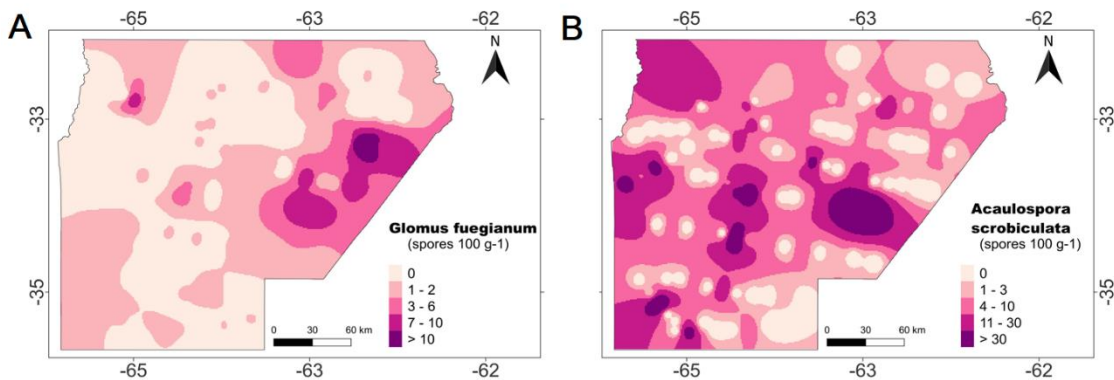 A
-65 -63 -62
N
-33
-35
Glomus fuegianum
(spores 100 g-1)
0
1 - 2
3 - 6
7 - 10
> 10
0 30 60 km
-65 -63 -62
B
-65 -63 -62
N
-33
-35
Acaulospora
scrobiculata
(spores 100 g-1)
0
1 - 3
4 - 10
11 - 30
> 30
0 30 60 km
-65 -63 -62